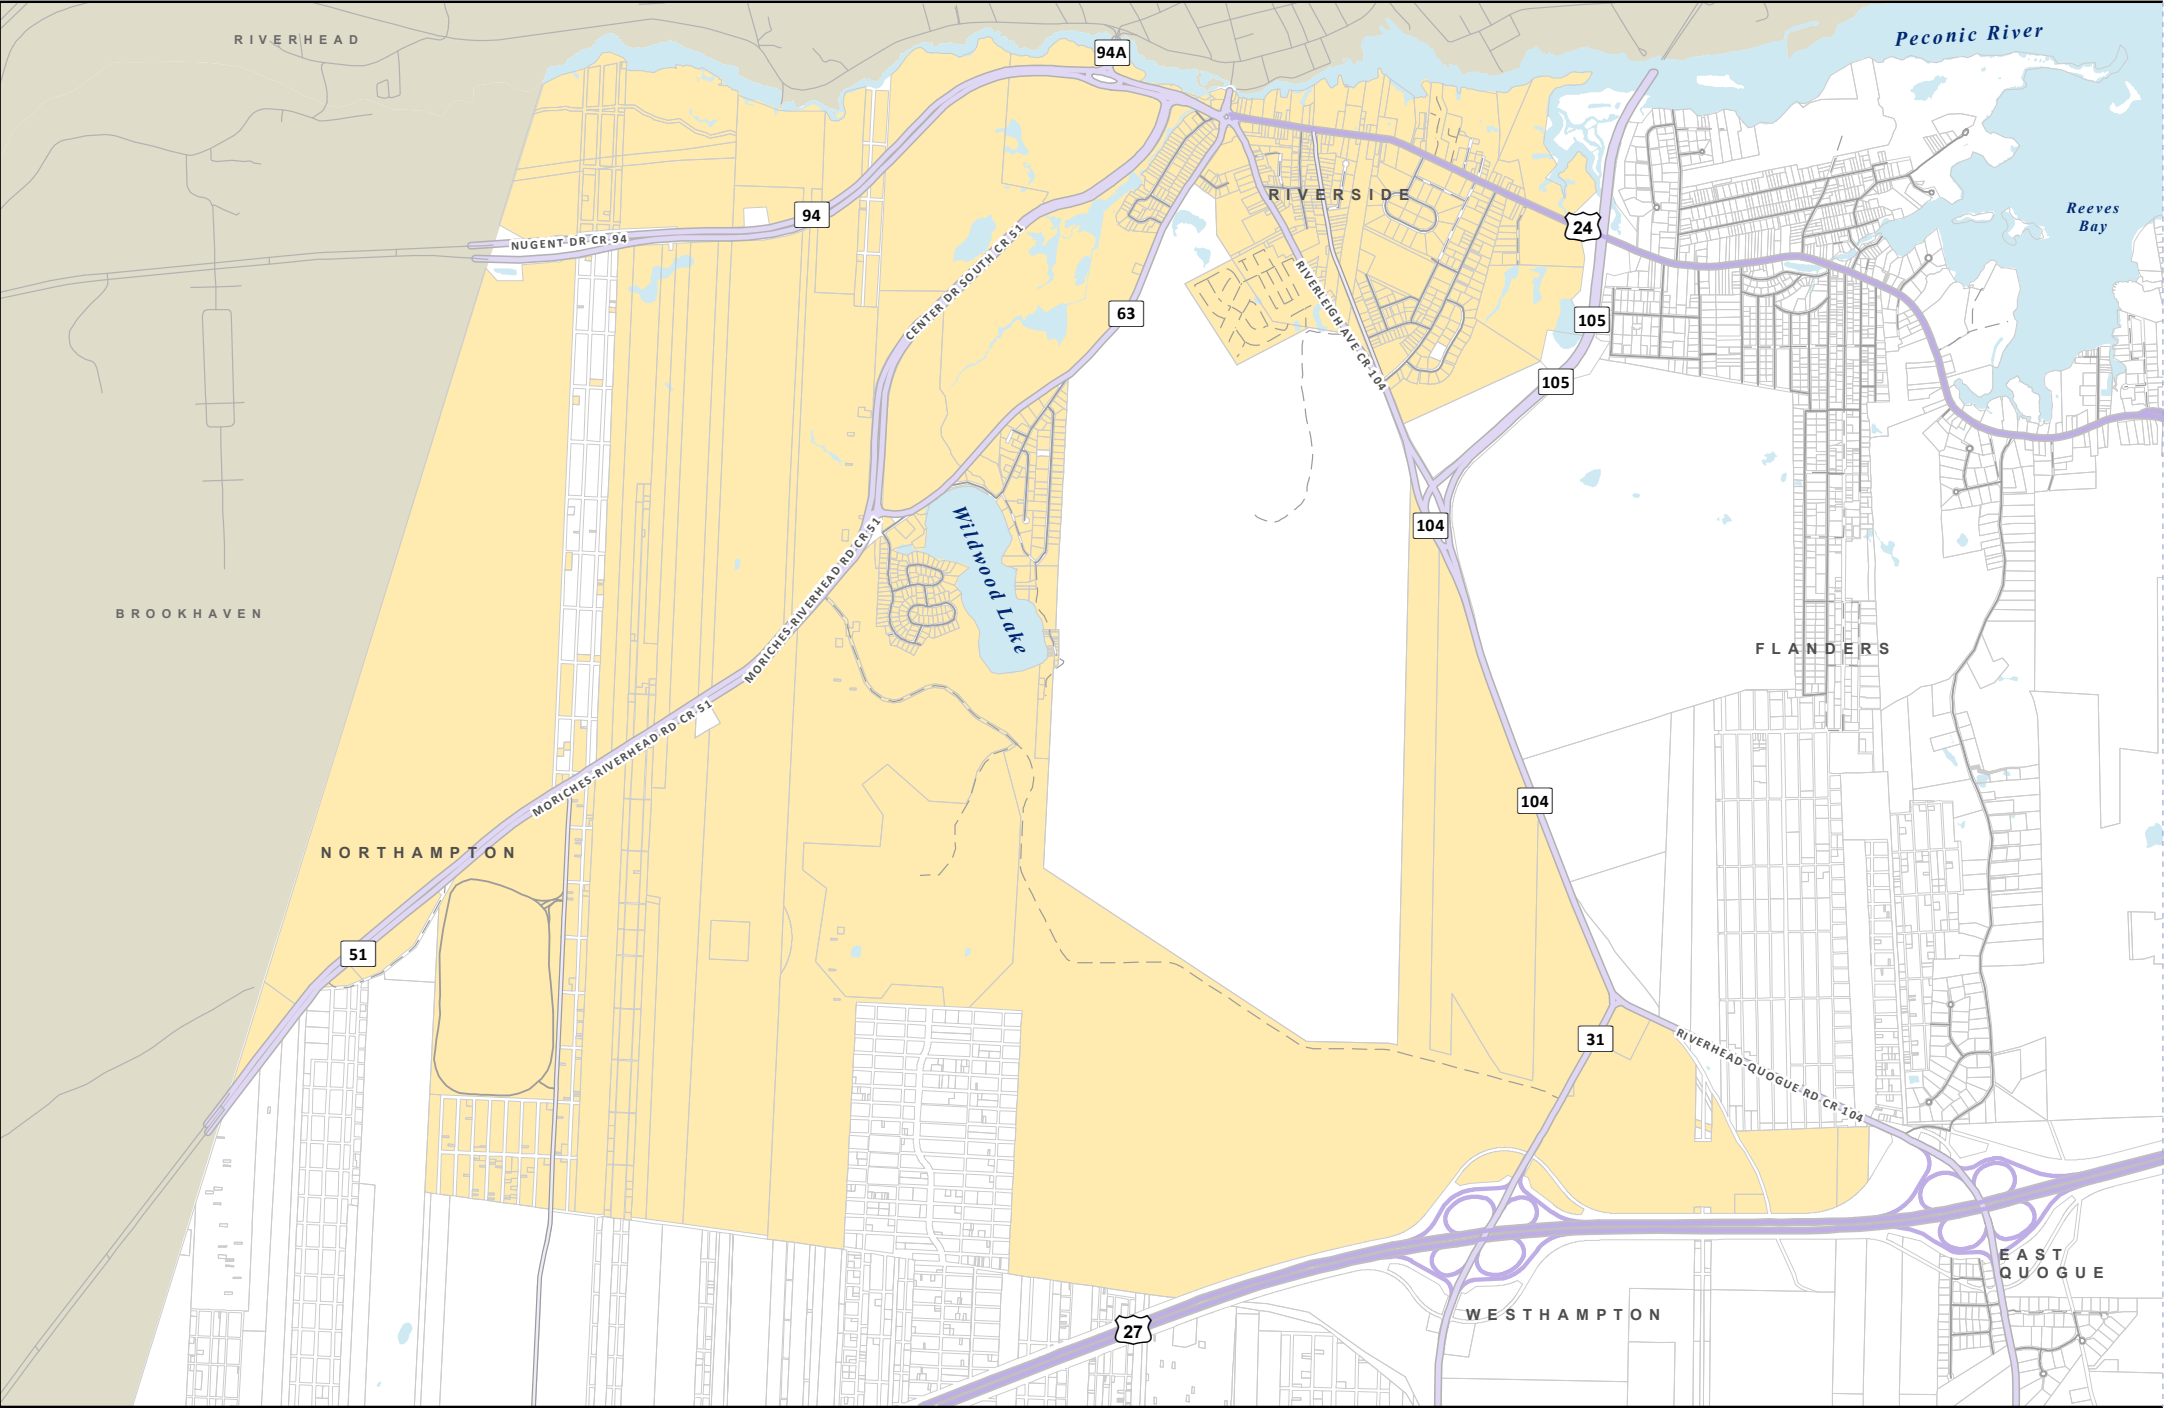 RIVERHEAD
Peconic River
94A
Reeves
Bay
RIVERSIDE
94
24
NUGENT DR CR 94
CENTER DR SOUTH CR 51
63
RIVERLEIGH AVE CR 104
105
105
Wildwood Lake
104
MORICHES-RIVERHEAD RD CR 51
BROOKHAVEN
FLANDERS
MORICHES-RIVERHEAD RD CR 51
104
NORTHAMPTON
51
31
RIVERHEAD-QUOGUE RD CR 104
EAST
QUOGUE
WESTHAMPTON
27